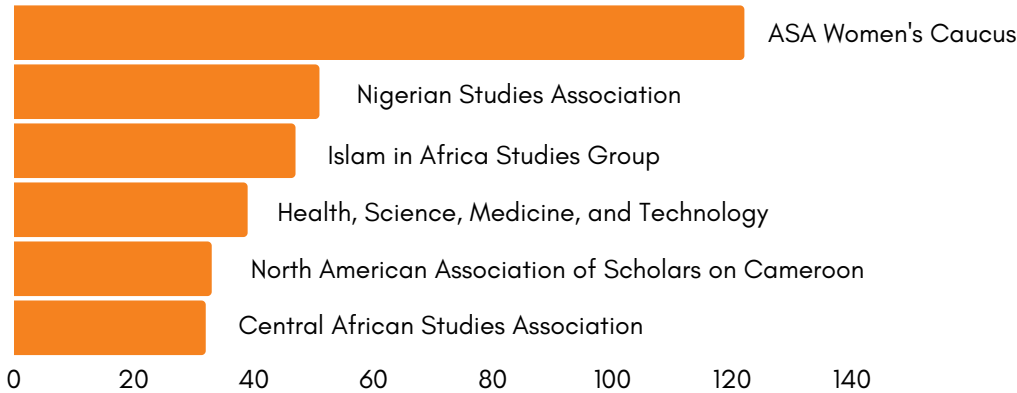 ASA Women's Caucus
Nigerian Studies Association
Islam in Africa Studies Group
Health, Science, Medicine, and Technology
North American Association of Scholars on Cameroon
Central African Studies Association
0 20 40 60 80 100 120 140